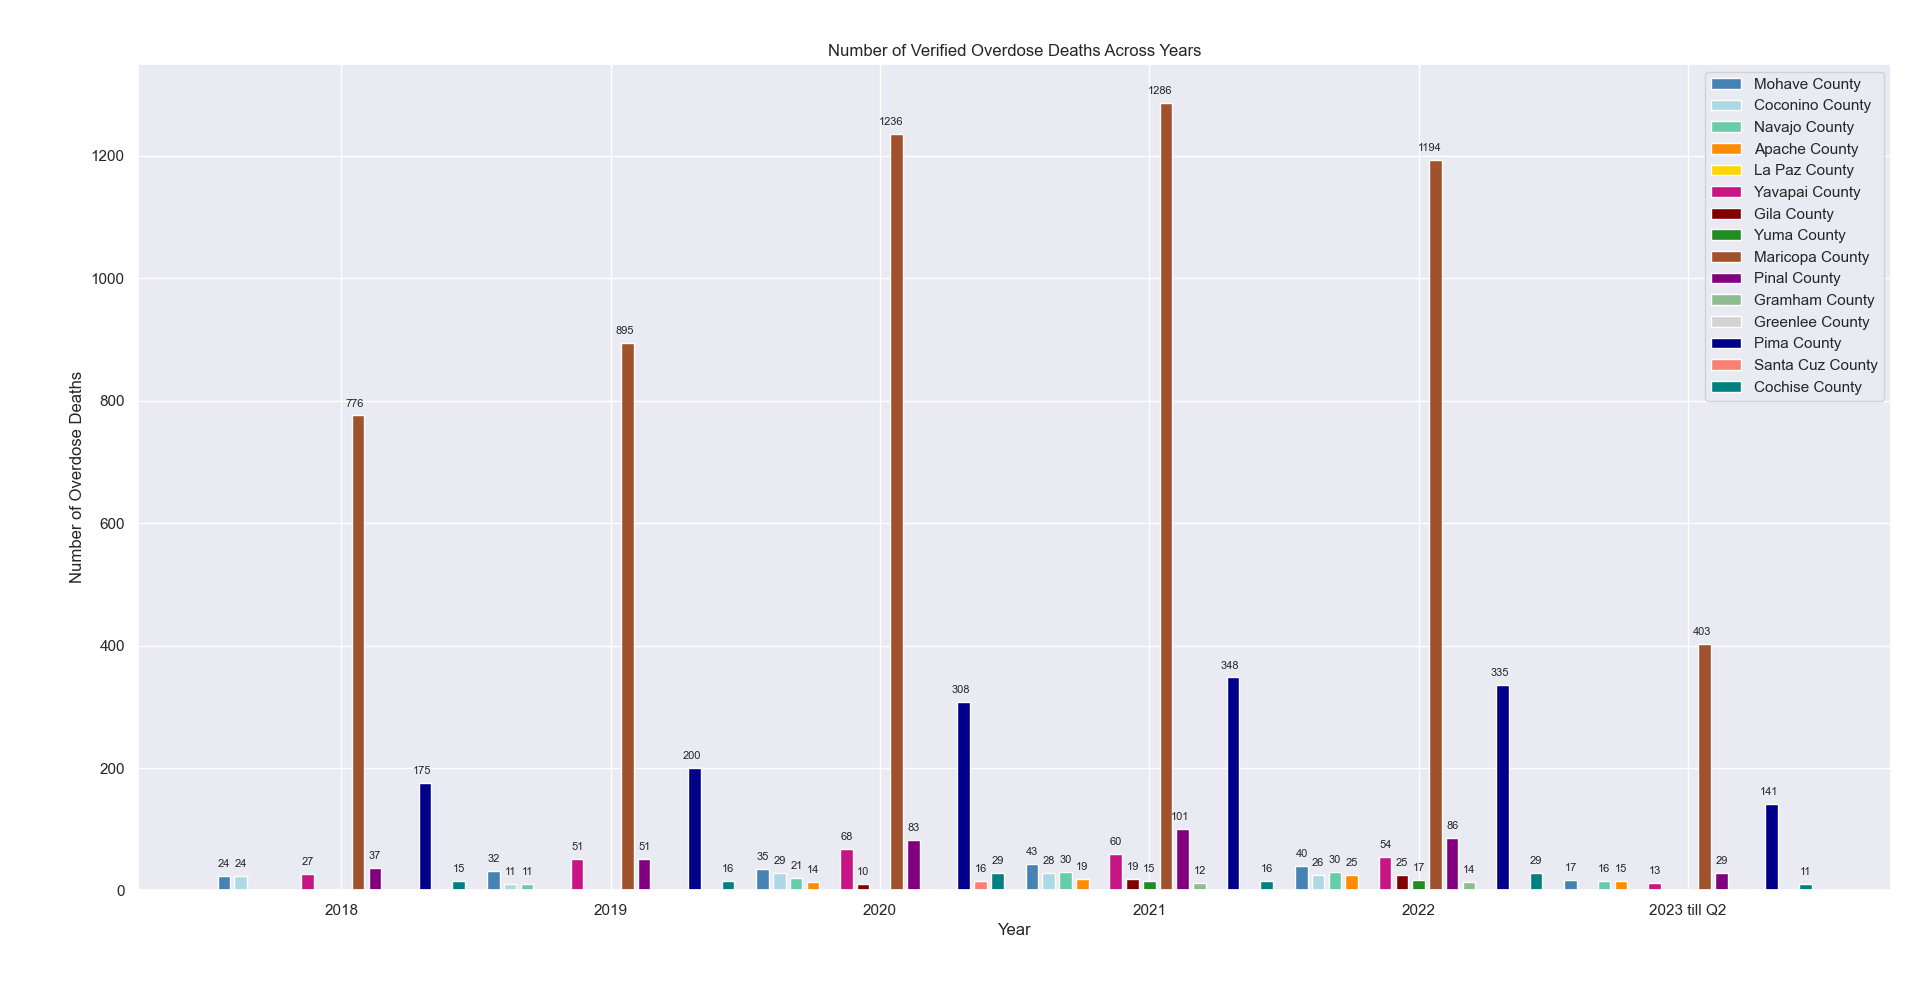 Number of Verified Overdose Deaths Across Years
Mohave County
Coconino County
Navajo County
Apache County
La Paz County
Yavapai County
Gila County
Yuma County
Maricopa County
Pinal County
Gramham County
Greenlee County
Pima County
Santa Cuz County
Cochise County
Number of Overdose Deaths
1200
1000
800
600
400
200
0
24 24 27 776 37 175 15
32 11 11 51 895 51 200 16
35 29 21 14 68 10 1236 83 308 16 29
43 28 30 19 60 19 15 1286 101 12 348 16
40 26 30 25 54 25 17 1194 86 14 335 29
17 16 15 13 403 29 141 11
2018 2019 2020 2021 2022 2023 till Q2
Year